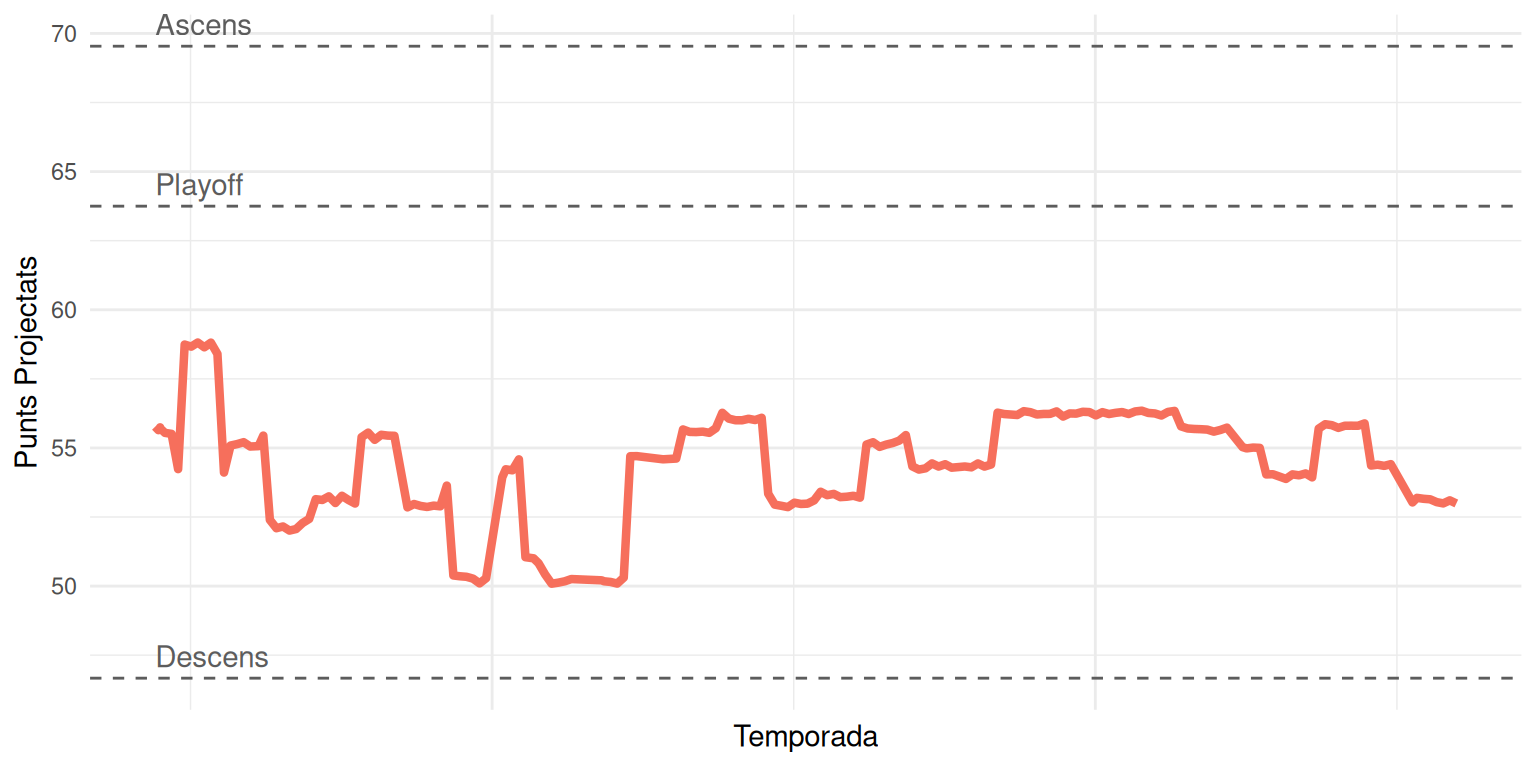 Ascens
70
Playoff
65
60
55
50
Descens
Punts Projectats
Temporada